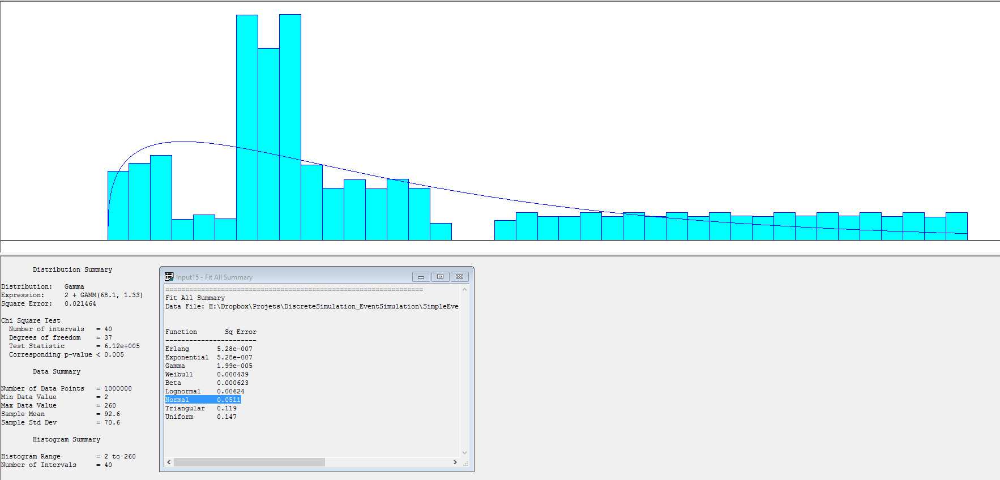 Distribution Summary
Distribution: Gamma
Expression: 2 + GAMM(68.1, 1.33)
Square Error: 0.021464
Chi Square Test
Number of intervals = 40
Degrees of freedom = 37
Test Statistic = 6.12e+005
Corresponding p-value < 0.005
Data Summary
Number of Data Points = 1000000
Min Data Value = 2
Max Data Value = 260
Sample Mean = 92.6
Sample Std Dev = 70.6
Histogram Summary
Histogram Range = 2 to 260
Number of Intervals = 40
Input15 - Fit All Summary
=================================================================
Fit All Summary
Data File: H:\Dropbox\Projets\DiscreteSimulation_EventSimulation\SimpleEve
Function Sq Error
-----------------------
Erlang 5.28e-007
Exponential 5.28e-007
Gamma 1.99e-005
Weibull 0.000439
Beta 0.000623
Lognormal 0.00624
Normal 0.0511
Triangular 0.119
Uniform 0.147